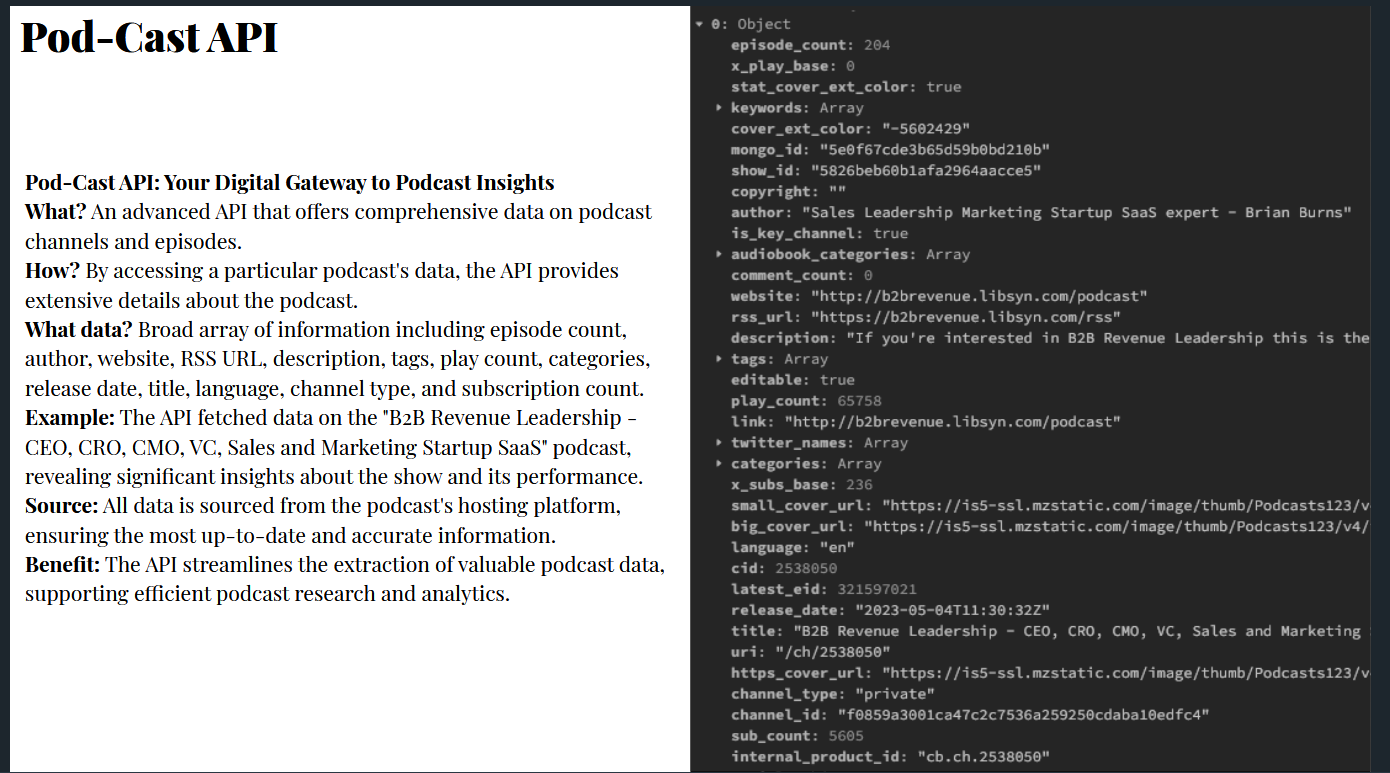 Pod-Cast API
Pod-Cast API: Your Digital Gateway to Podcast Insights
What? An advanced API that offers comprehensive data on podcast
channels and episodes.
How? By accessing a particular podcast's data, the API provides
extensive details about the podcast.
What data? Broad array of information including episode count,
author, website, RSS URL, description, tags, play count, categories,
release date, title, language, channel type, and subscription count.
Example: The API fetched data on the "B2B Revenue Leadership -
CEO, CRO, CMO, VC, Sales and Marketing Startup SaaS" podcast,
revealing significant insights about the show and its performance.
Source: All data is sourced from the podcast's hosting platform,
ensuring the most up-to-date and accurate information.
Benefit: The API streamlines the extraction of valuable podcast data,
supporting efficient podcast research and analytics.
0: Object
episode_count: 204
x_play_base: 0
stat_cover_ext_color: true
keywords: Array
cover_ext_color: "-5602429"
mongo_id: "5e0f67cde3b65d59b0bd210b"
show_id: "5826beb60b1afa2964aacce5"
copyright: ""
author: "Sales Leadership Marketing Startup SaaS expert - Brian Burns"
is_key_channel: true
audiobook_categories: Array
comment_count: 0
website: "http://b2brevenue.libsyn.com/podcast"
rss_url: "https://b2brevenue.libsyn.com/rss"
description: "If you're interested in B2B Revenue Leadership this is the
tags: Array
editable: true
play_count: 65758
link: "http://b2brevenue.libsyn.com/podcast"
twitter_names: Array
categories: Array
x_subs_base: 236
small_cover_url: "https://is5-ssl.mzstatic.com/image/thumb/Podcasts123/v
big_cover_url: "https://is5-ssl.mzstatic.com/image/thumb/Podcasts123/v4/
language: "en"
cid: 2538050
latest_eid: 321597021
release_date: "2023-05-04T11:30:32Z"
title: "B2B Revenue Leadership - CEO, CRO, CMO, VC, Sales and Marketing
uri: "/ch/2538050"
https_cover_url: "https://is5-ssl.mzstatic.com/image/thumb/Podcasts123/v
channel_type: "private"
channel_id: "f0859a3001ca47c2c7536a259250cdaba10edfc4"
sub_count: 5605
internal_product_id: "cb.ch.2538050"